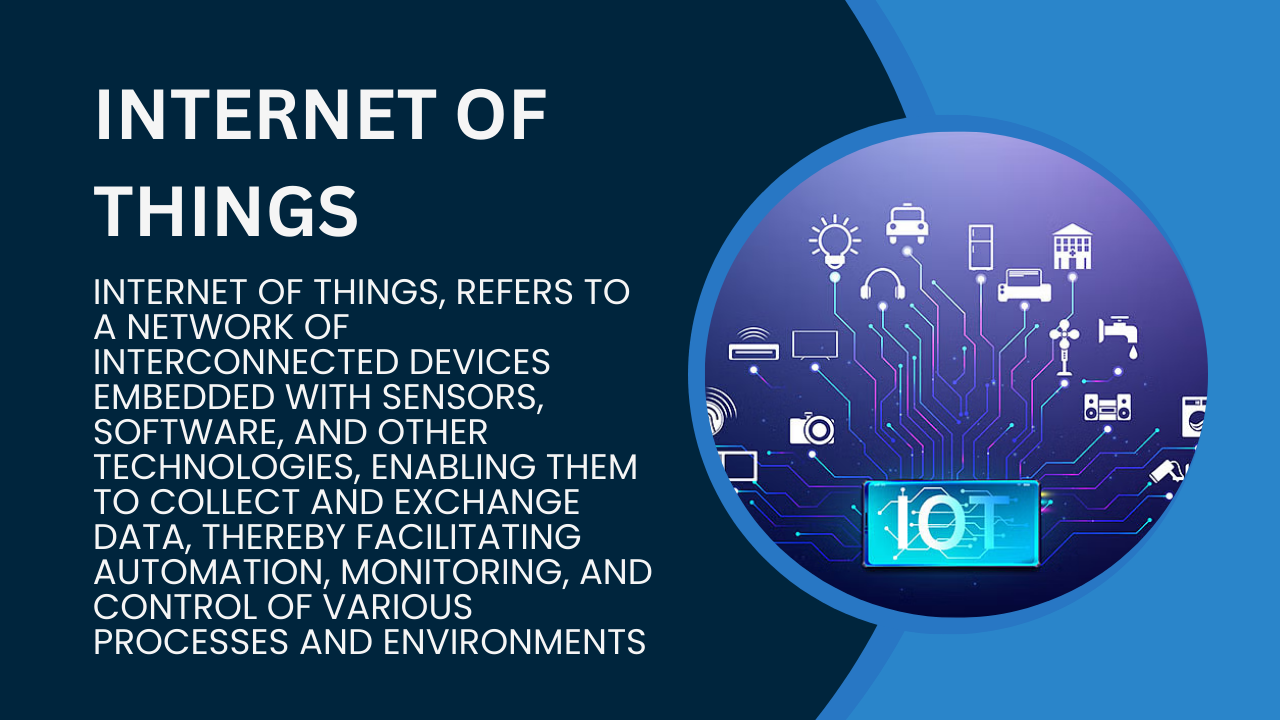 INTERNET OF
THINGS
INTERNET OF THINGS, REFERS TO
A NETWORK OF
INTERCONNECTED DEVICES
EMBEDDED WITH SENSORS,
SOFTWARE, AND OTHER
TECHNOLOGIES, ENABLING THEM
TO COLLECT AND EXCHANGE
DATA, THEREBY FACILITATING
AUTOMATION, MONITORING, AND
CONTROL OF VARIOUS
PROCESSES AND ENVIRONMENTS
IOT